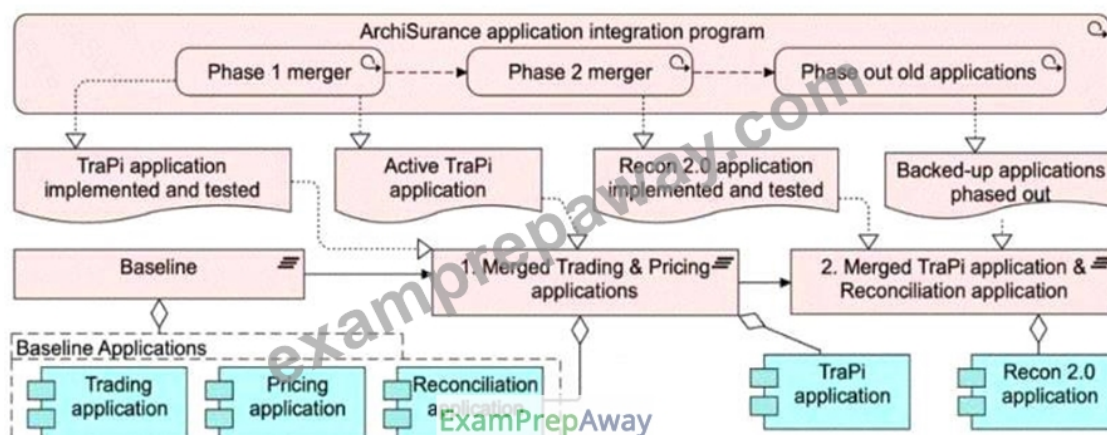 ArchiSurance application integration program
Phase 1 merger
Phase 2 merger
Phase out old applications
TraPi application
implemented and tested
Active TraPi
application
Recon 2.0 application
implemented and tested
Backed-up applications
phased out
Baseline
1. Merged Trading & Pricing
applications
2. Merged TraPi application &
Reconciliation application
Baseline Applications
Trading
application
Pricing
application
Reconciliation
application
TraPi
application
Recon 2.0
application
examprepaway.com
ExamPrepAway